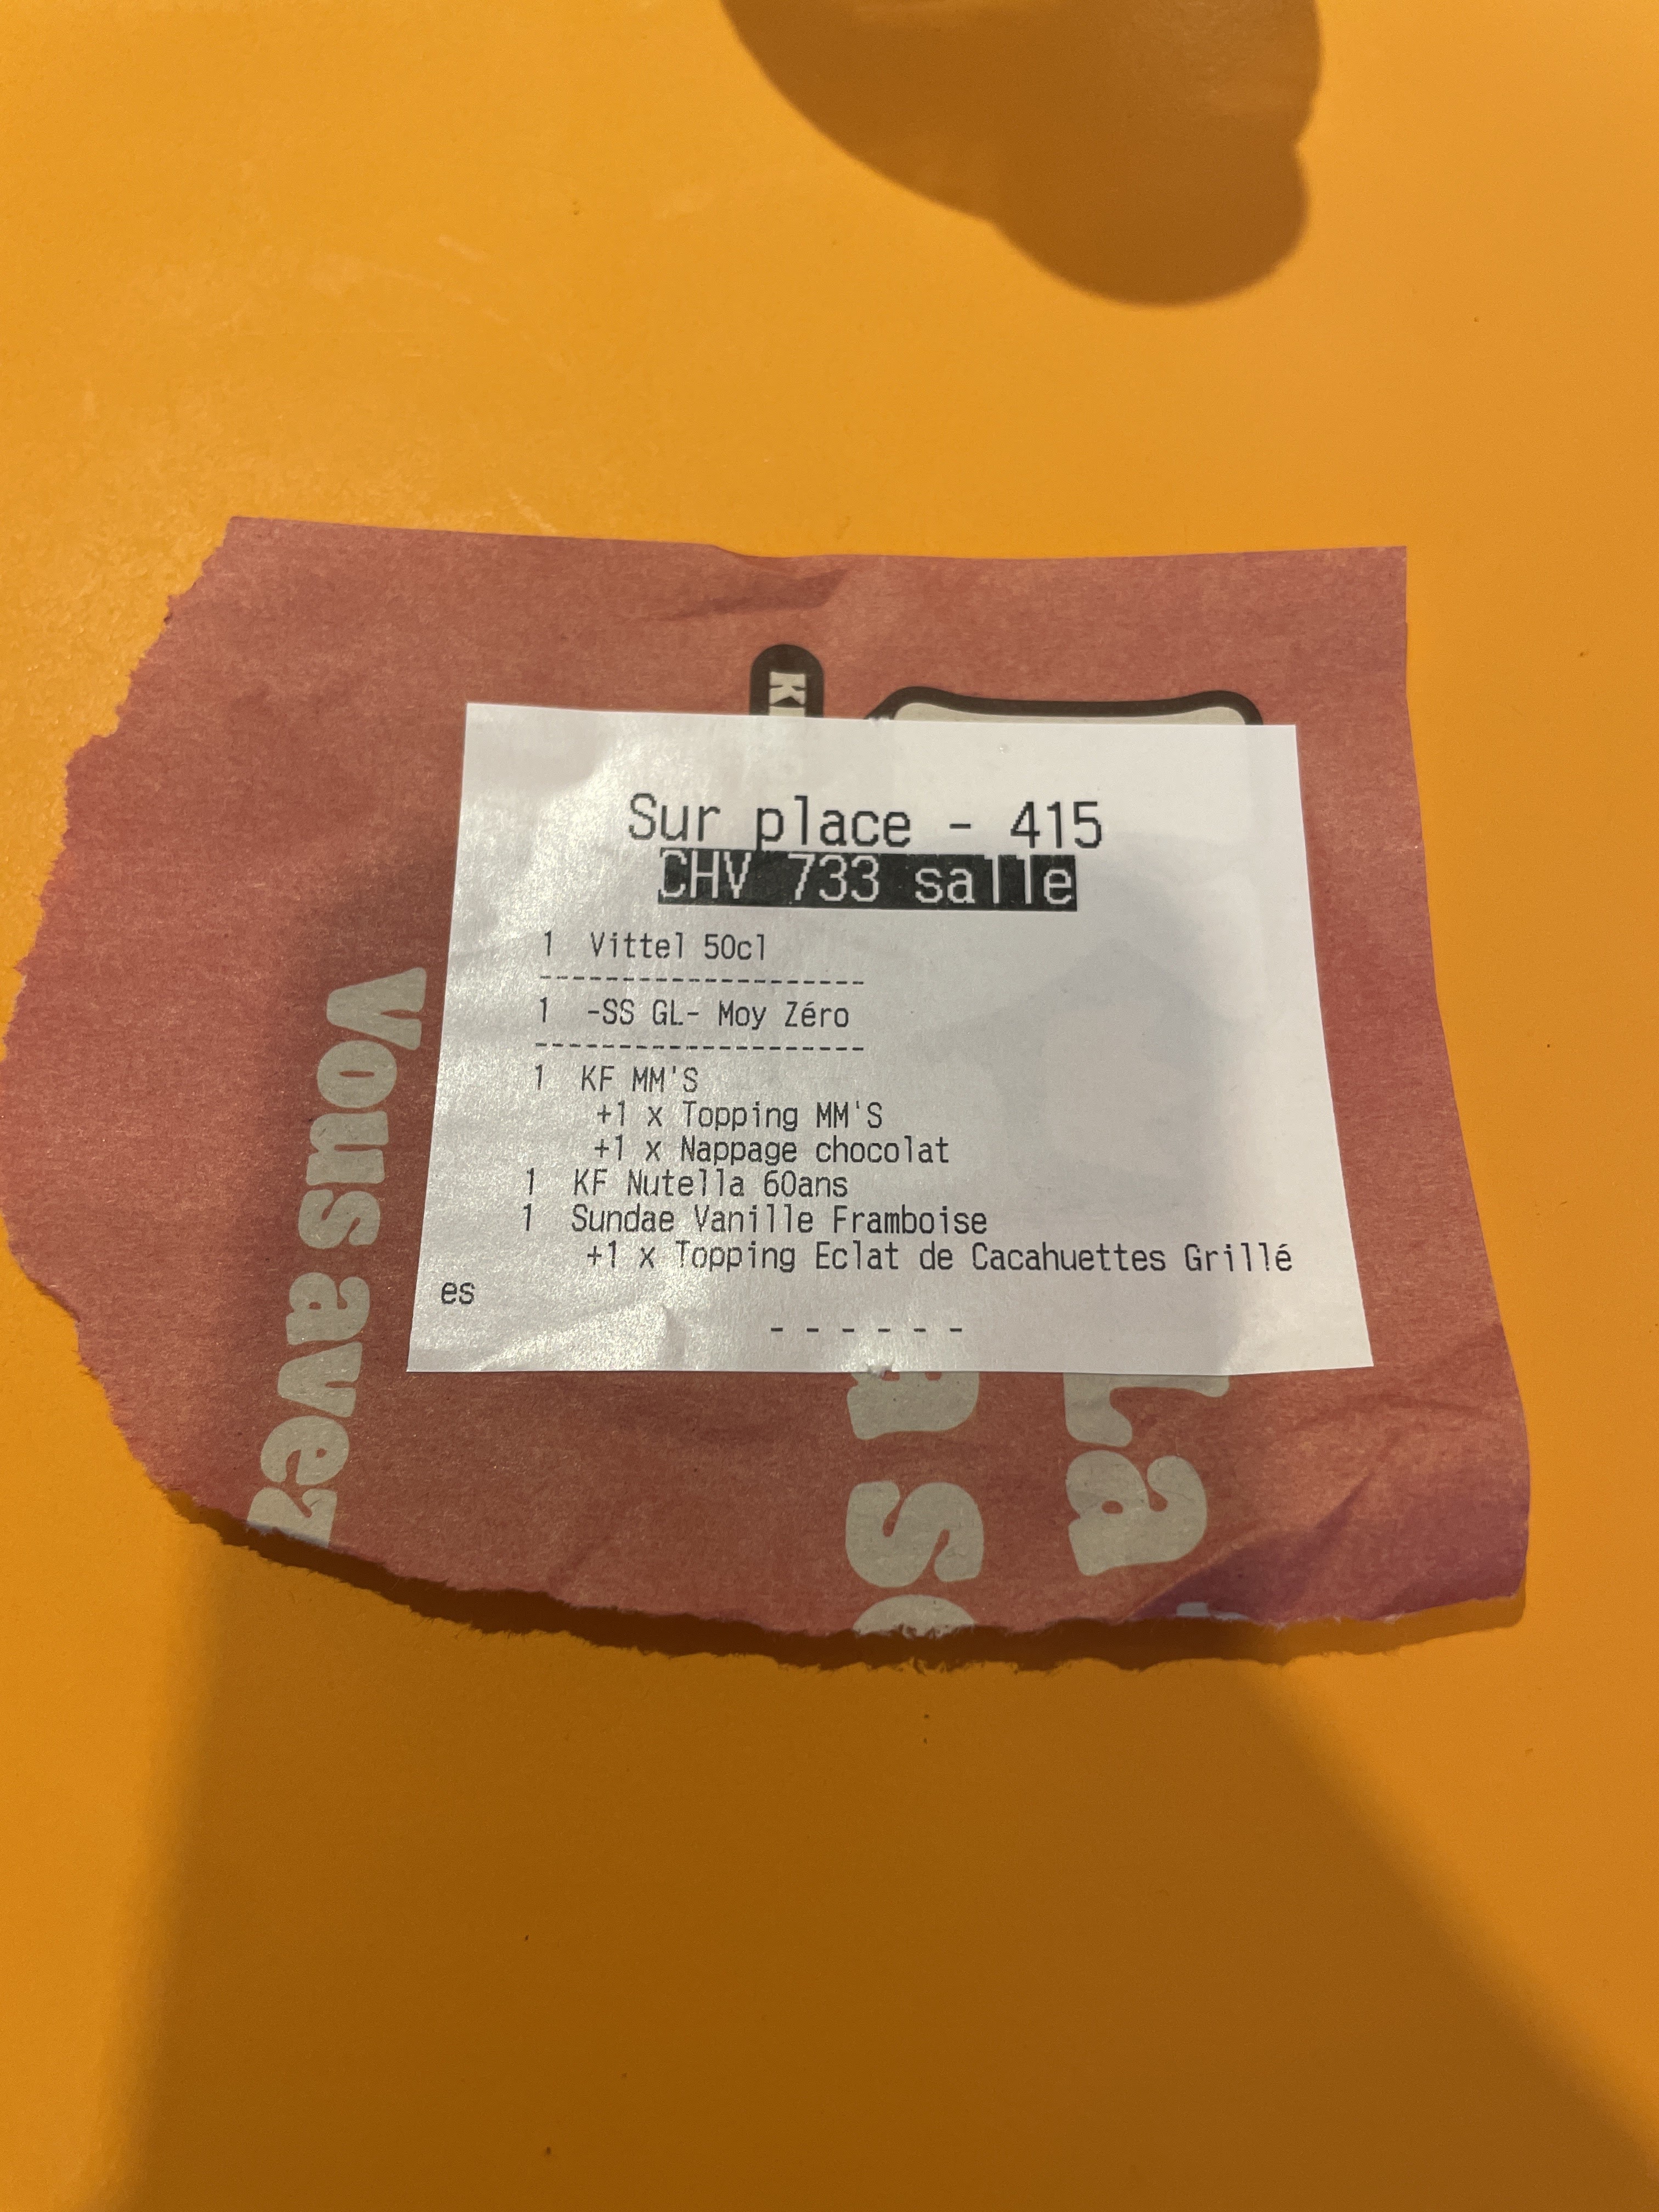 K
Sur place - 415
CHV 733 salle
1 Vittel 50cl
--------------------
1 -SS GL- Moy Zéro
--------------------
1 KF MM'S
+1 x Topping MM'S
+1 x Nappage chocolat
1 KF Nutella 60ans
1 Sundae Vanille Framboise
+1 x Topping Eclat de Cacahuettes Grillé
es
- - - - - -
La
a s
Vous avez